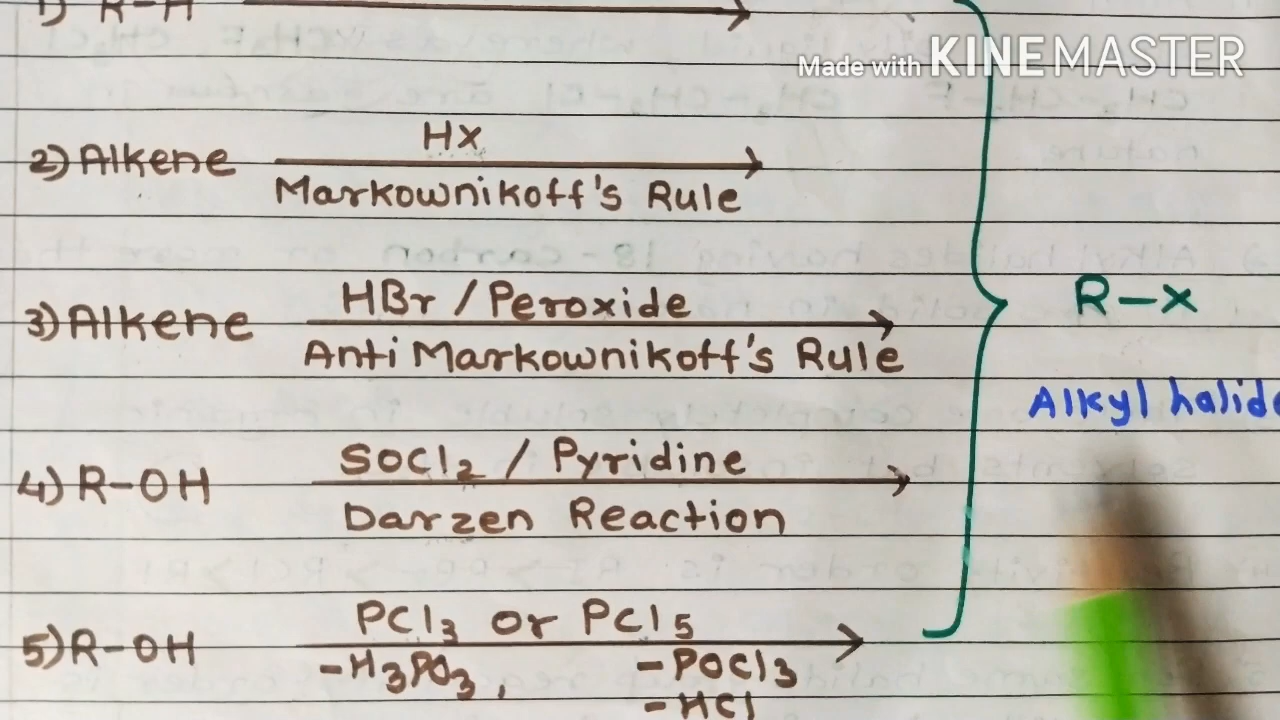 1) R-H
Made with KINEMASTER
2) Alkene HX
Markownikoff's Rule
3) Alkene HBr / Peroxide
Anti Markownikoff's Rule
R-X
Alkyl halide
4) R-OH SOCl2 / Pyridine
Darzen Reaction
5) R-OH PCl3 or PCl5
-H3PO3, -POCl3
-HCl